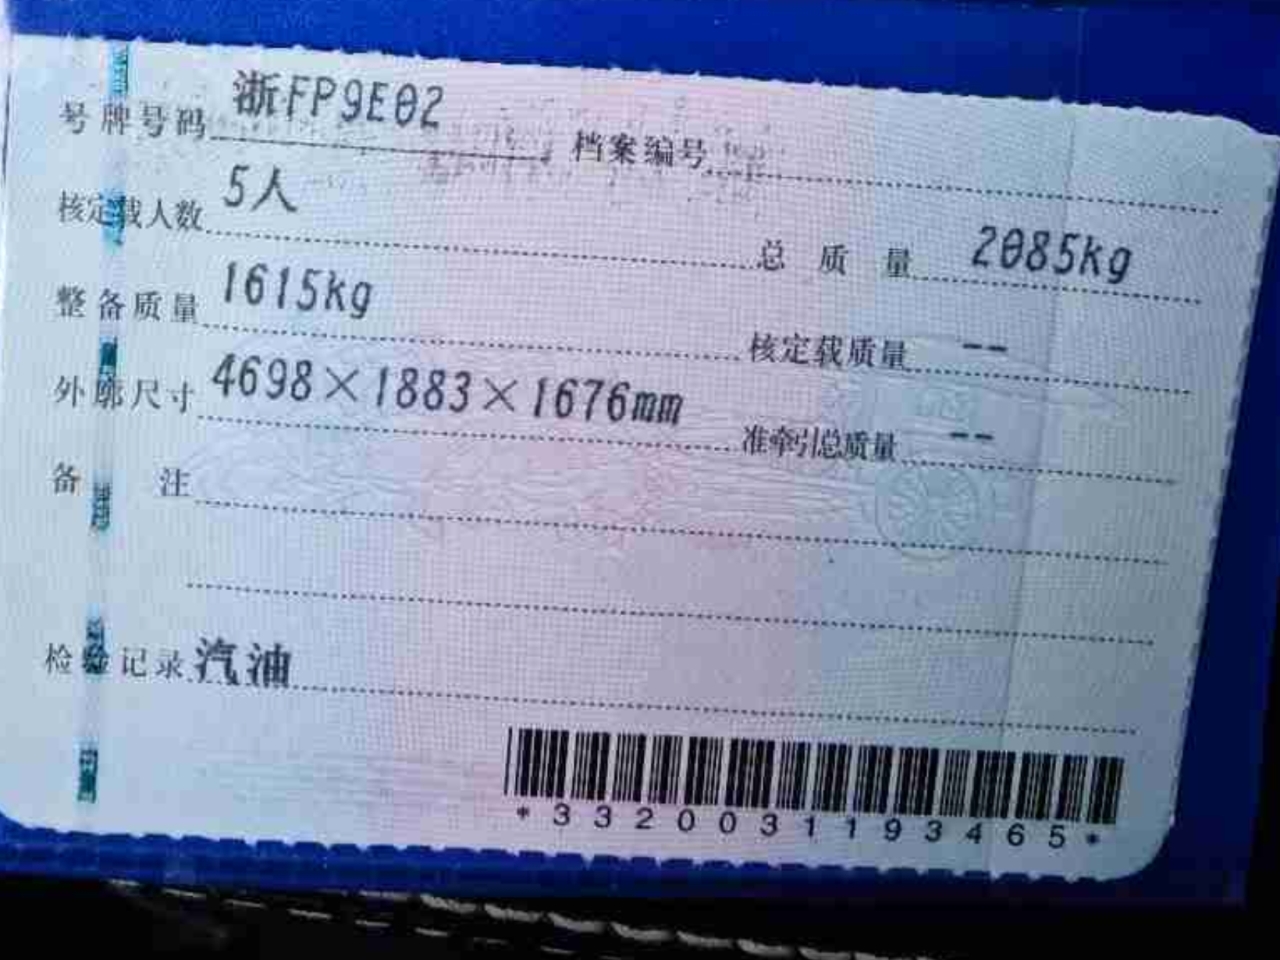 号牌号码 浙FP9E02 档案编号
核定载人数 5人 总质量 2085kg
整备质量 1615kg 核定载质量 --
外廓尺寸 4698×1883×1676mm 准牵引总质量 --
备注
检验记录 汽油
*3320031193465*